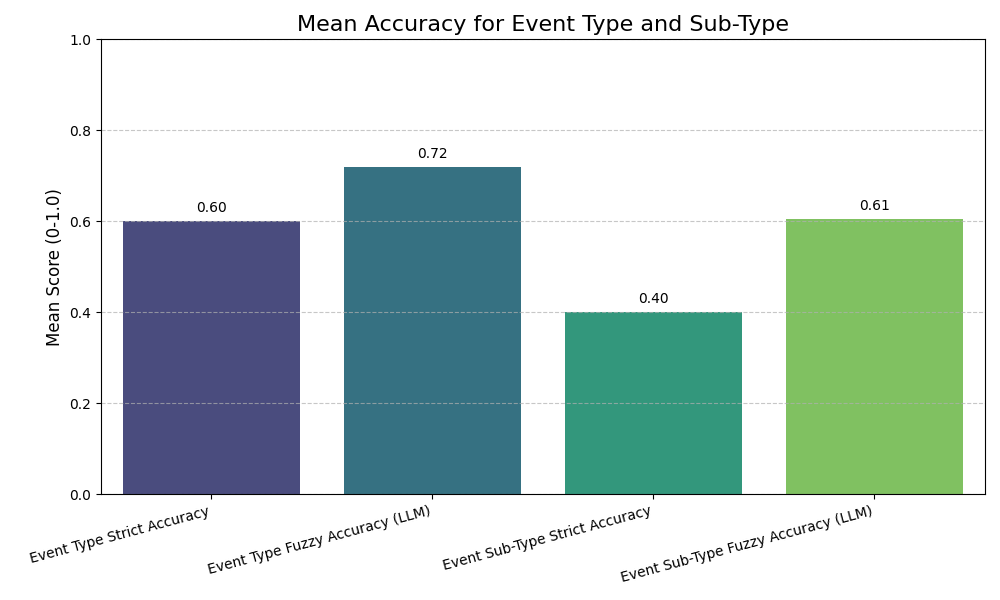 Mean Accuracy for Event Type and Sub-Type
Mean Score (0-1.0)
1.0
0.8
0.6
0.4
0.2
0.0
0.60
0.72
0.40
0.61
Event Type Strict Accuracy
Event Type Fuzzy Accuracy (LLM)
Event Sub-Type Strict Accuracy
Event Sub-Type Fuzzy Accuracy (LLM)